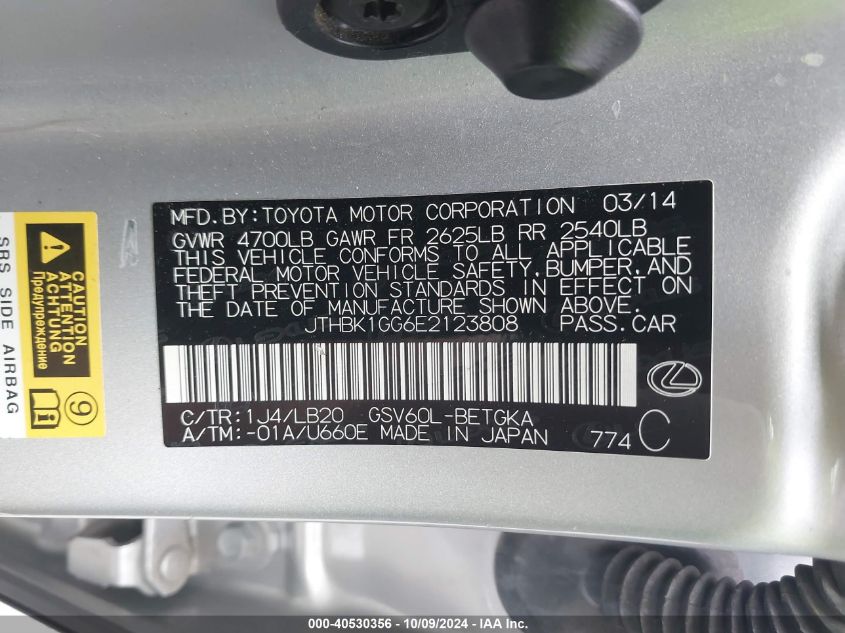 MFD.BY:TOYOTA MOTOR CORPORATION 03/14
GVWR 4700LB GAWR FR 2625LB RR 2540LB
THIS VEHICLE CONFORMS TO ALL APPLICABLE
FEDERAL MOTOR VEHICLE SAFETY,BUMPER,AND
THEFT PREVENTION STANDARDS IN EFFECT ON
THE DATE OF MANUFACTURE SHOWN ABOVE.
JTHBK1GG6E2123808 PASS.CAR
C/TR:1J4/LB20 GSV60L-BETGKA
A/TM:-01A/U660E MADE IN JAPAN 774C
CAUTION
ATTENTION
ACHTUNG
Предупреждение
9
SRS SIDE AIRBAG
A
000-40530356 - 10/09/2024 - IAA Inc.